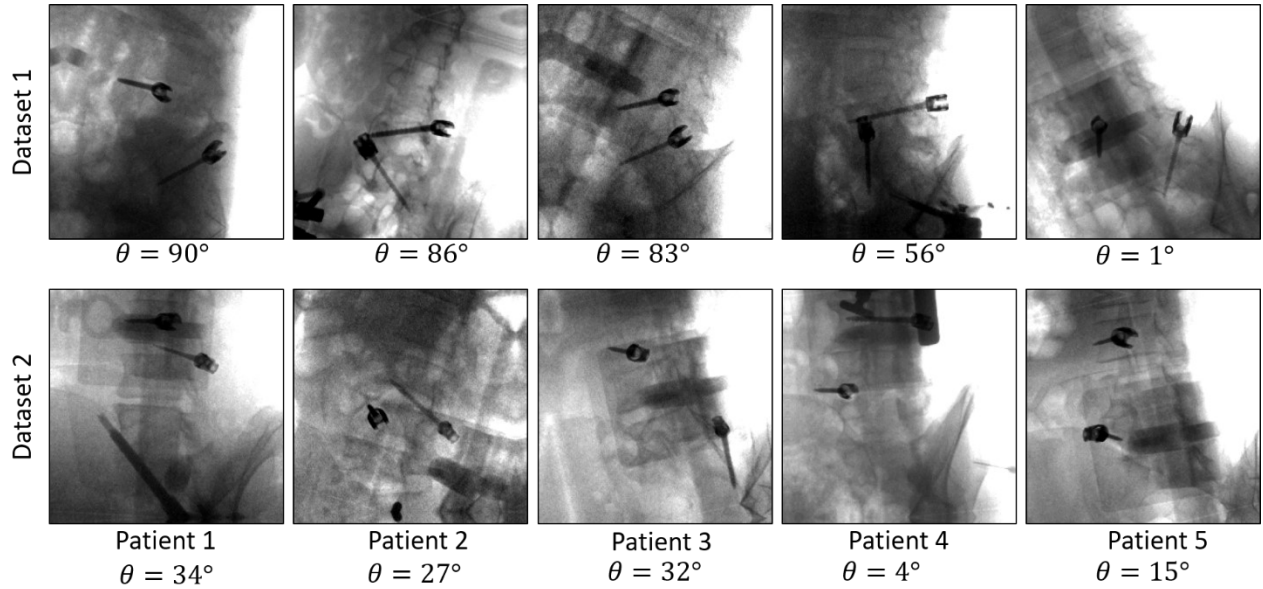 Dataset 1
θ = 90°
θ = 86°
θ = 83°
θ = 56°
θ = 1°
Dataset 2
Patient 1
Patient 2
Patient 3
Patient 4
Patient 5
θ = 34°
θ = 27°
θ = 32°
θ = 4°
θ = 15°